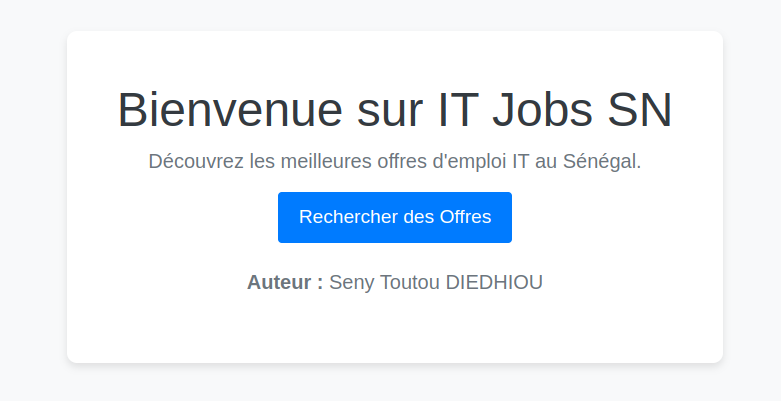 Bienvenue sur IT Jobs SN
Découvrez les meilleures offres d'emploi IT au Sénégal.
Rechercher des Offres
Auteur : Seny Toutou DIEDHIOU